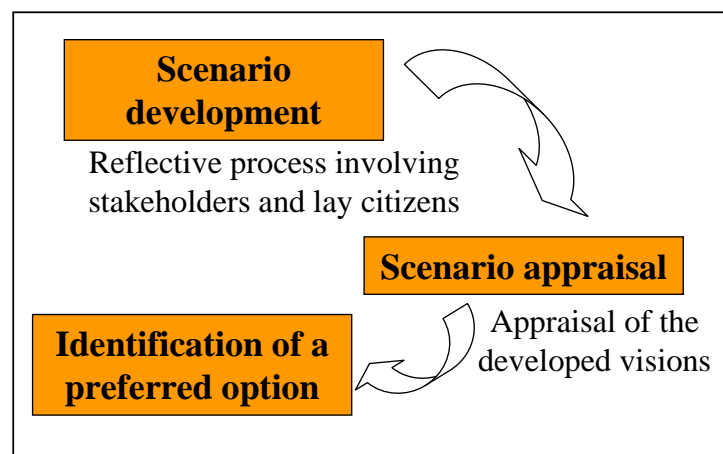 Scenario
development
Reflective process involving
stakeholders and lay citizens
Scenario appraisal
Appraisal of the
developed visions
Identification of a
preferred option